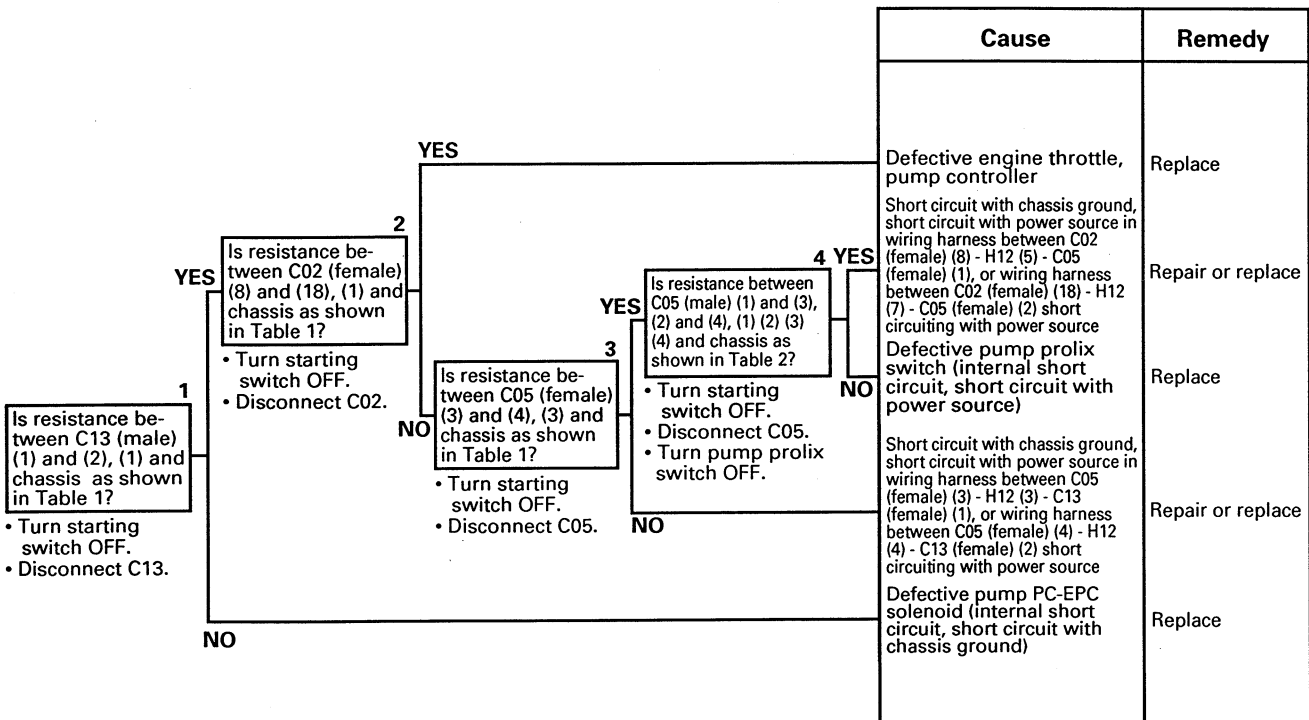 Cause
Remedy
YES
Defective engine throttle,
pump controller
Replace
2
Is resistance be-
tween C02 (female)
(8) and (18), (1) and
chassis as shown
in Table 1?
YES
• Turn starting
switch OFF.
• Disconnect C02.
Short circuit with chassis ground,
short circuit with power source in
wiring harness between C02
(female) (8) - H12 (5) - C05
(female) (1), or wiring harness
between C02 (female) (18) - H12
(7) - C05 (female) (2) short
circuiting with power source
Repair or replace
4
YES
Is resistance between
C05 (male) (1) and (3),
(2) and (4), (1) (2) (3)
(4) and chassis as
shown in Table 2?
YES
NO
• Turn starting
switch OFF.
• Disconnect C05.
• Turn pump prolix
switch OFF.
Defective pump prolix
switch (internal short
circuit, short circuit with
power source)
Replace
3
Is resistance be-
tween C05 (female)
(3) and (4), (3) and
chassis as shown
in Table 1?
NO
• Turn starting
switch OFF.
• Disconnect C05.
NO
1
Is resistance be-
tween C13 (male)
(1) and (2), (1) and
chassis as shown
in Table 1?
• Turn starting
switch OFF.
• Disconnect C13.
Short circuit with chassis ground,
short circuit with power source in
wiring harness between C05
(female) (3) - H12 (3) - C13
(female) (1), or wiring harness
between C05 (female) (4) - H12
(4) - C13 (female) (2) short
circuiting with power source
Repair or replace
NO
Defective pump PC-EPC
solenoid (internal short
circuit, short circuit with
chassis ground)
Replace